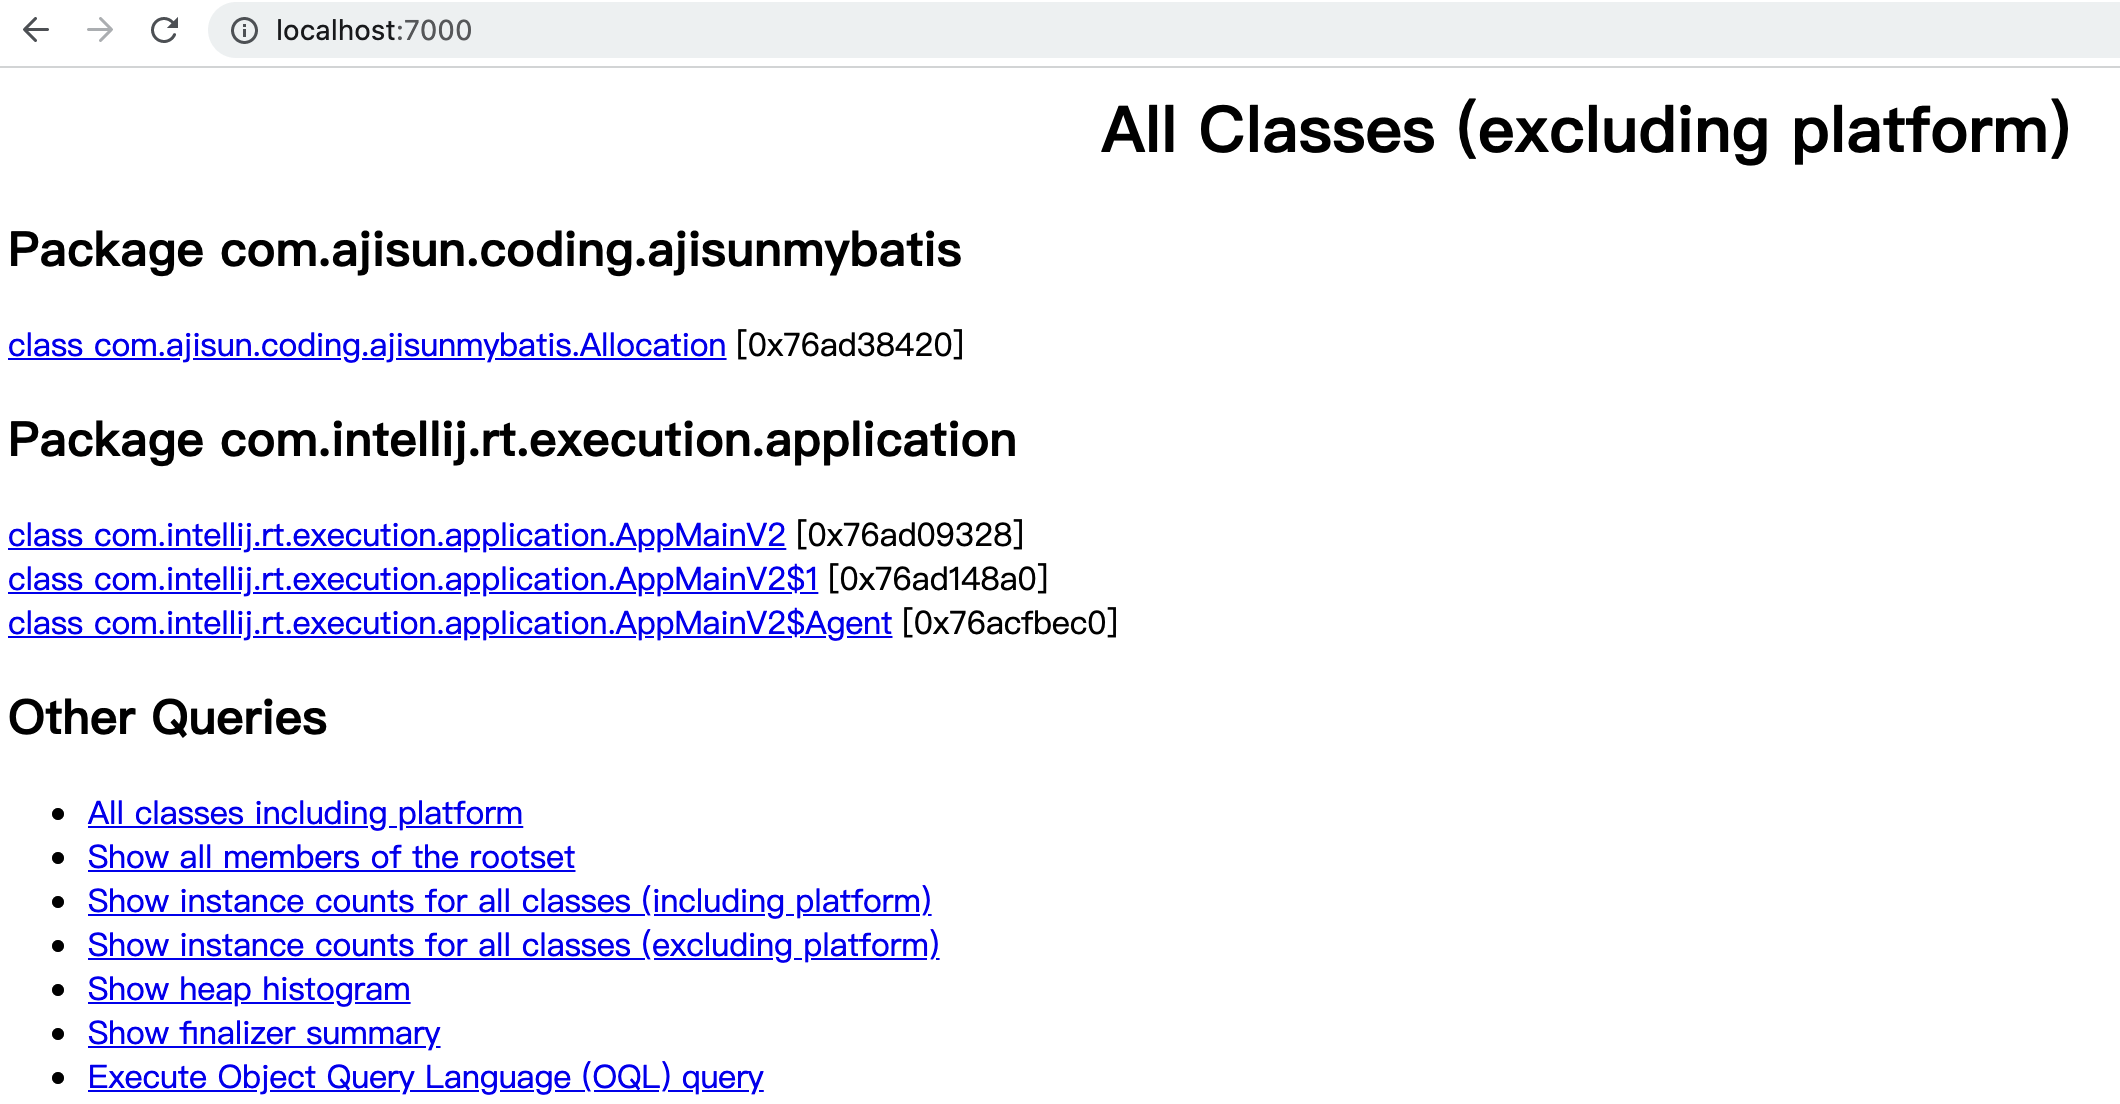 localhost:7000
All Classes (excluding platform)
Package com.ajisun.coding.ajisunmybatis
class com.ajisun.coding.ajisunmybatis.Allocation [0x76ad38420]
Package com.intellij.rt.execution.application
class com.intellij.rt.execution.application.AppMainV2 [0x76ad09328]
class com.intellij.rt.execution.application.AppMainV2$1 [0x76ad148a0]
class com.intellij.rt.execution.application.AppMainV2$Agent [0x76acfbec0]
Other Queries
• All classes including platform
• Show all members of the rootset
• Show instance counts for all classes (including platform)
• Show instance counts for all classes (excluding platform)
• Show heap histogram
• Show finalizer summary
• Execute Object Query Language (OQL) query